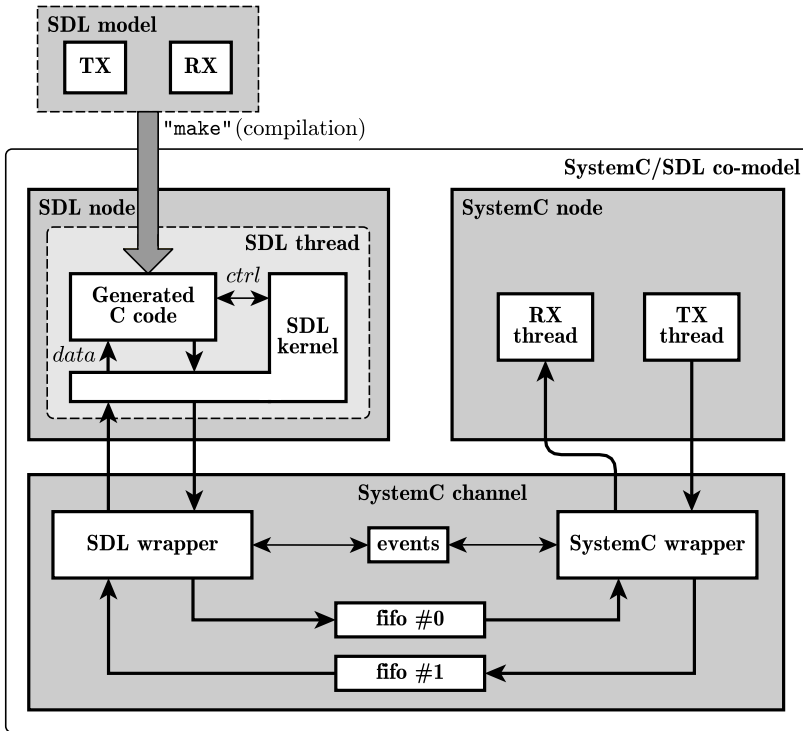 SDL model
TX
RX
"make" (compilation)
SystemC/SDL co-model
SDL node
SystemC node
SDL thread
ctrl
Generated
C code
SDL
kernel
RX
thread
TX
thread
data
SystemC channel
SDL wrapper
events
SystemC wrapper
fifo #0
fifo #1